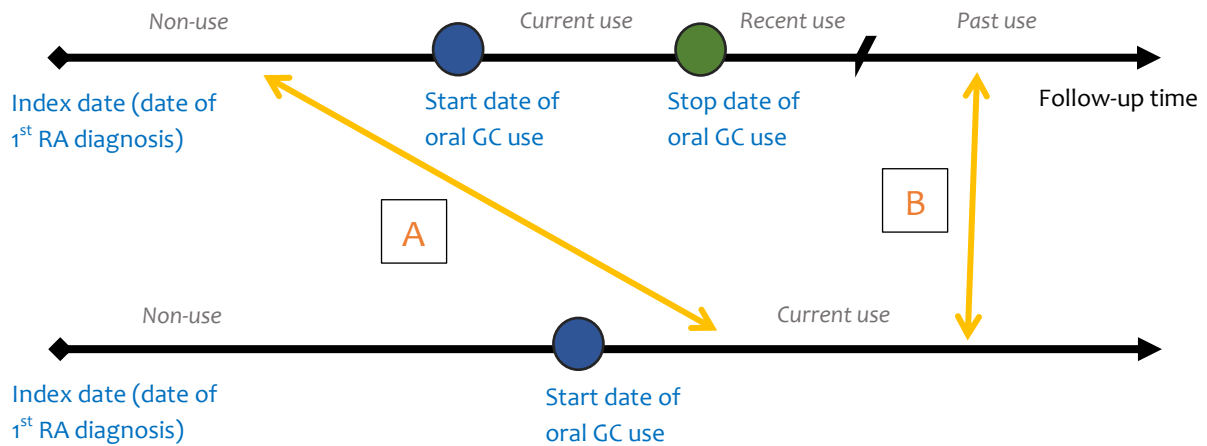 Non-use Current use Recent use Past use
Index date (date of
1st RA diagnosis)
Start date of
oral GC use
Stop date of
oral GC use
Follow-up time
A
B
Non-use Current use
Index date (date of
1st RA diagnosis)
Start date of
oral GC use